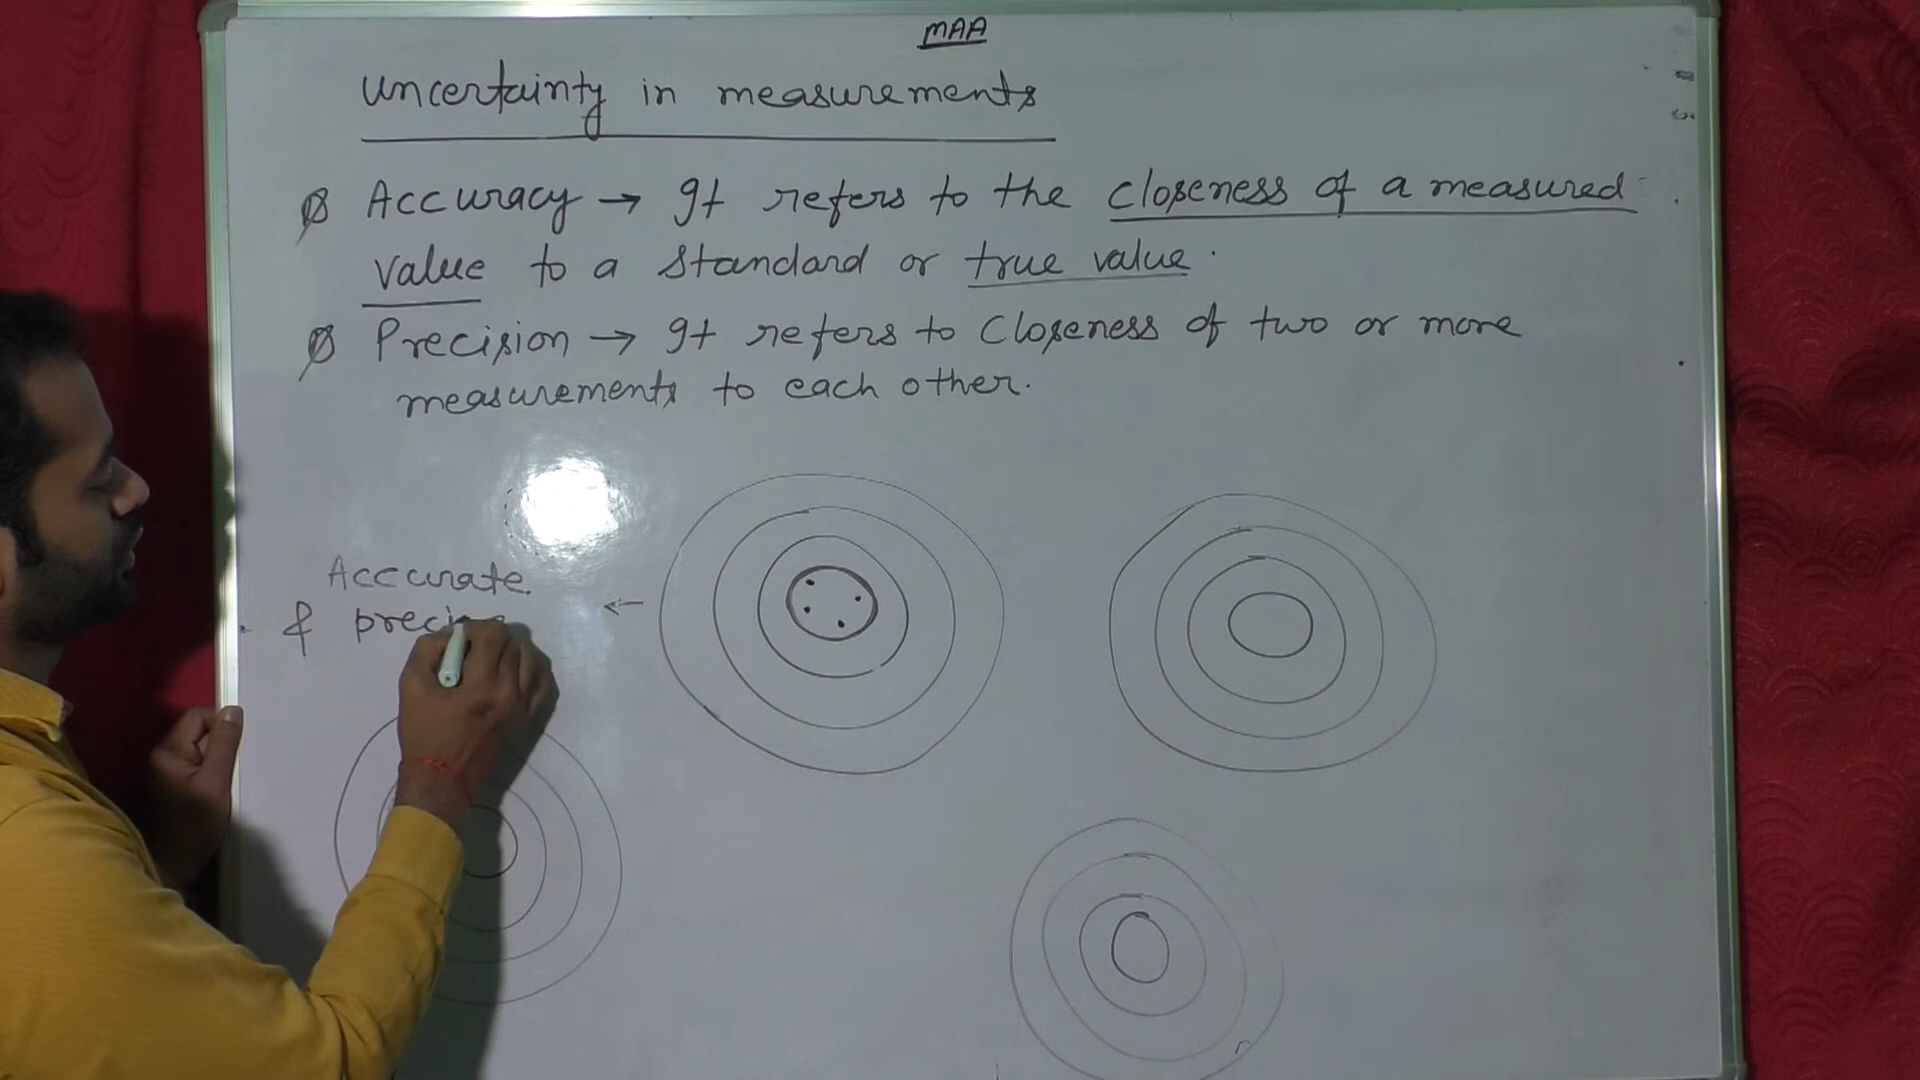 MAA
Uncertainty in measurements
Accuracy → It refers to the closeness of a measured
value to a standard or true value.
Precision → It refers to Closeness of two or more
measurements to each other.
Accurate
& precise